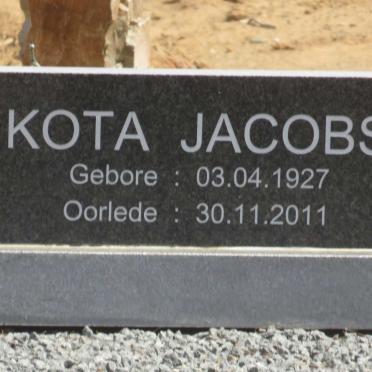 KOTA JACOBS
Gebore : 03.04.1927
Oorlede : 30.11.2011